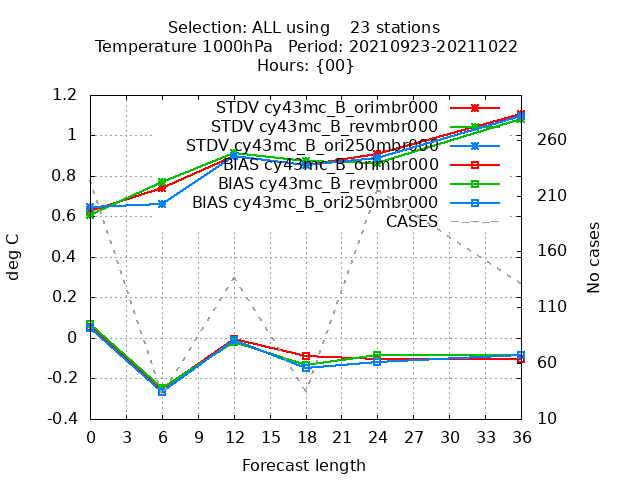 Selection: ALL using    23 stations
Temperature 1000hPa   Period: 20210923-20211022
Hours: {00}
STDV cy43mc_B_orimbr000
STDV cy43mc_B_revmbr000
STDV cy43mc_B_ori250mbr000
BIAS cy43mc_B_orimbr000
BIAS cy43mc_B_revmbr000
BIAS cy43mc_B_ori250mbr000
CASES
deg C
1.2
1
0.8
0.6
0.4
0.2
0
-0.2
-0.4
260
210
160
110
60
10
No cases
0 3 6 9 12 15 18 21 24 27 30 33 36
Forecast length